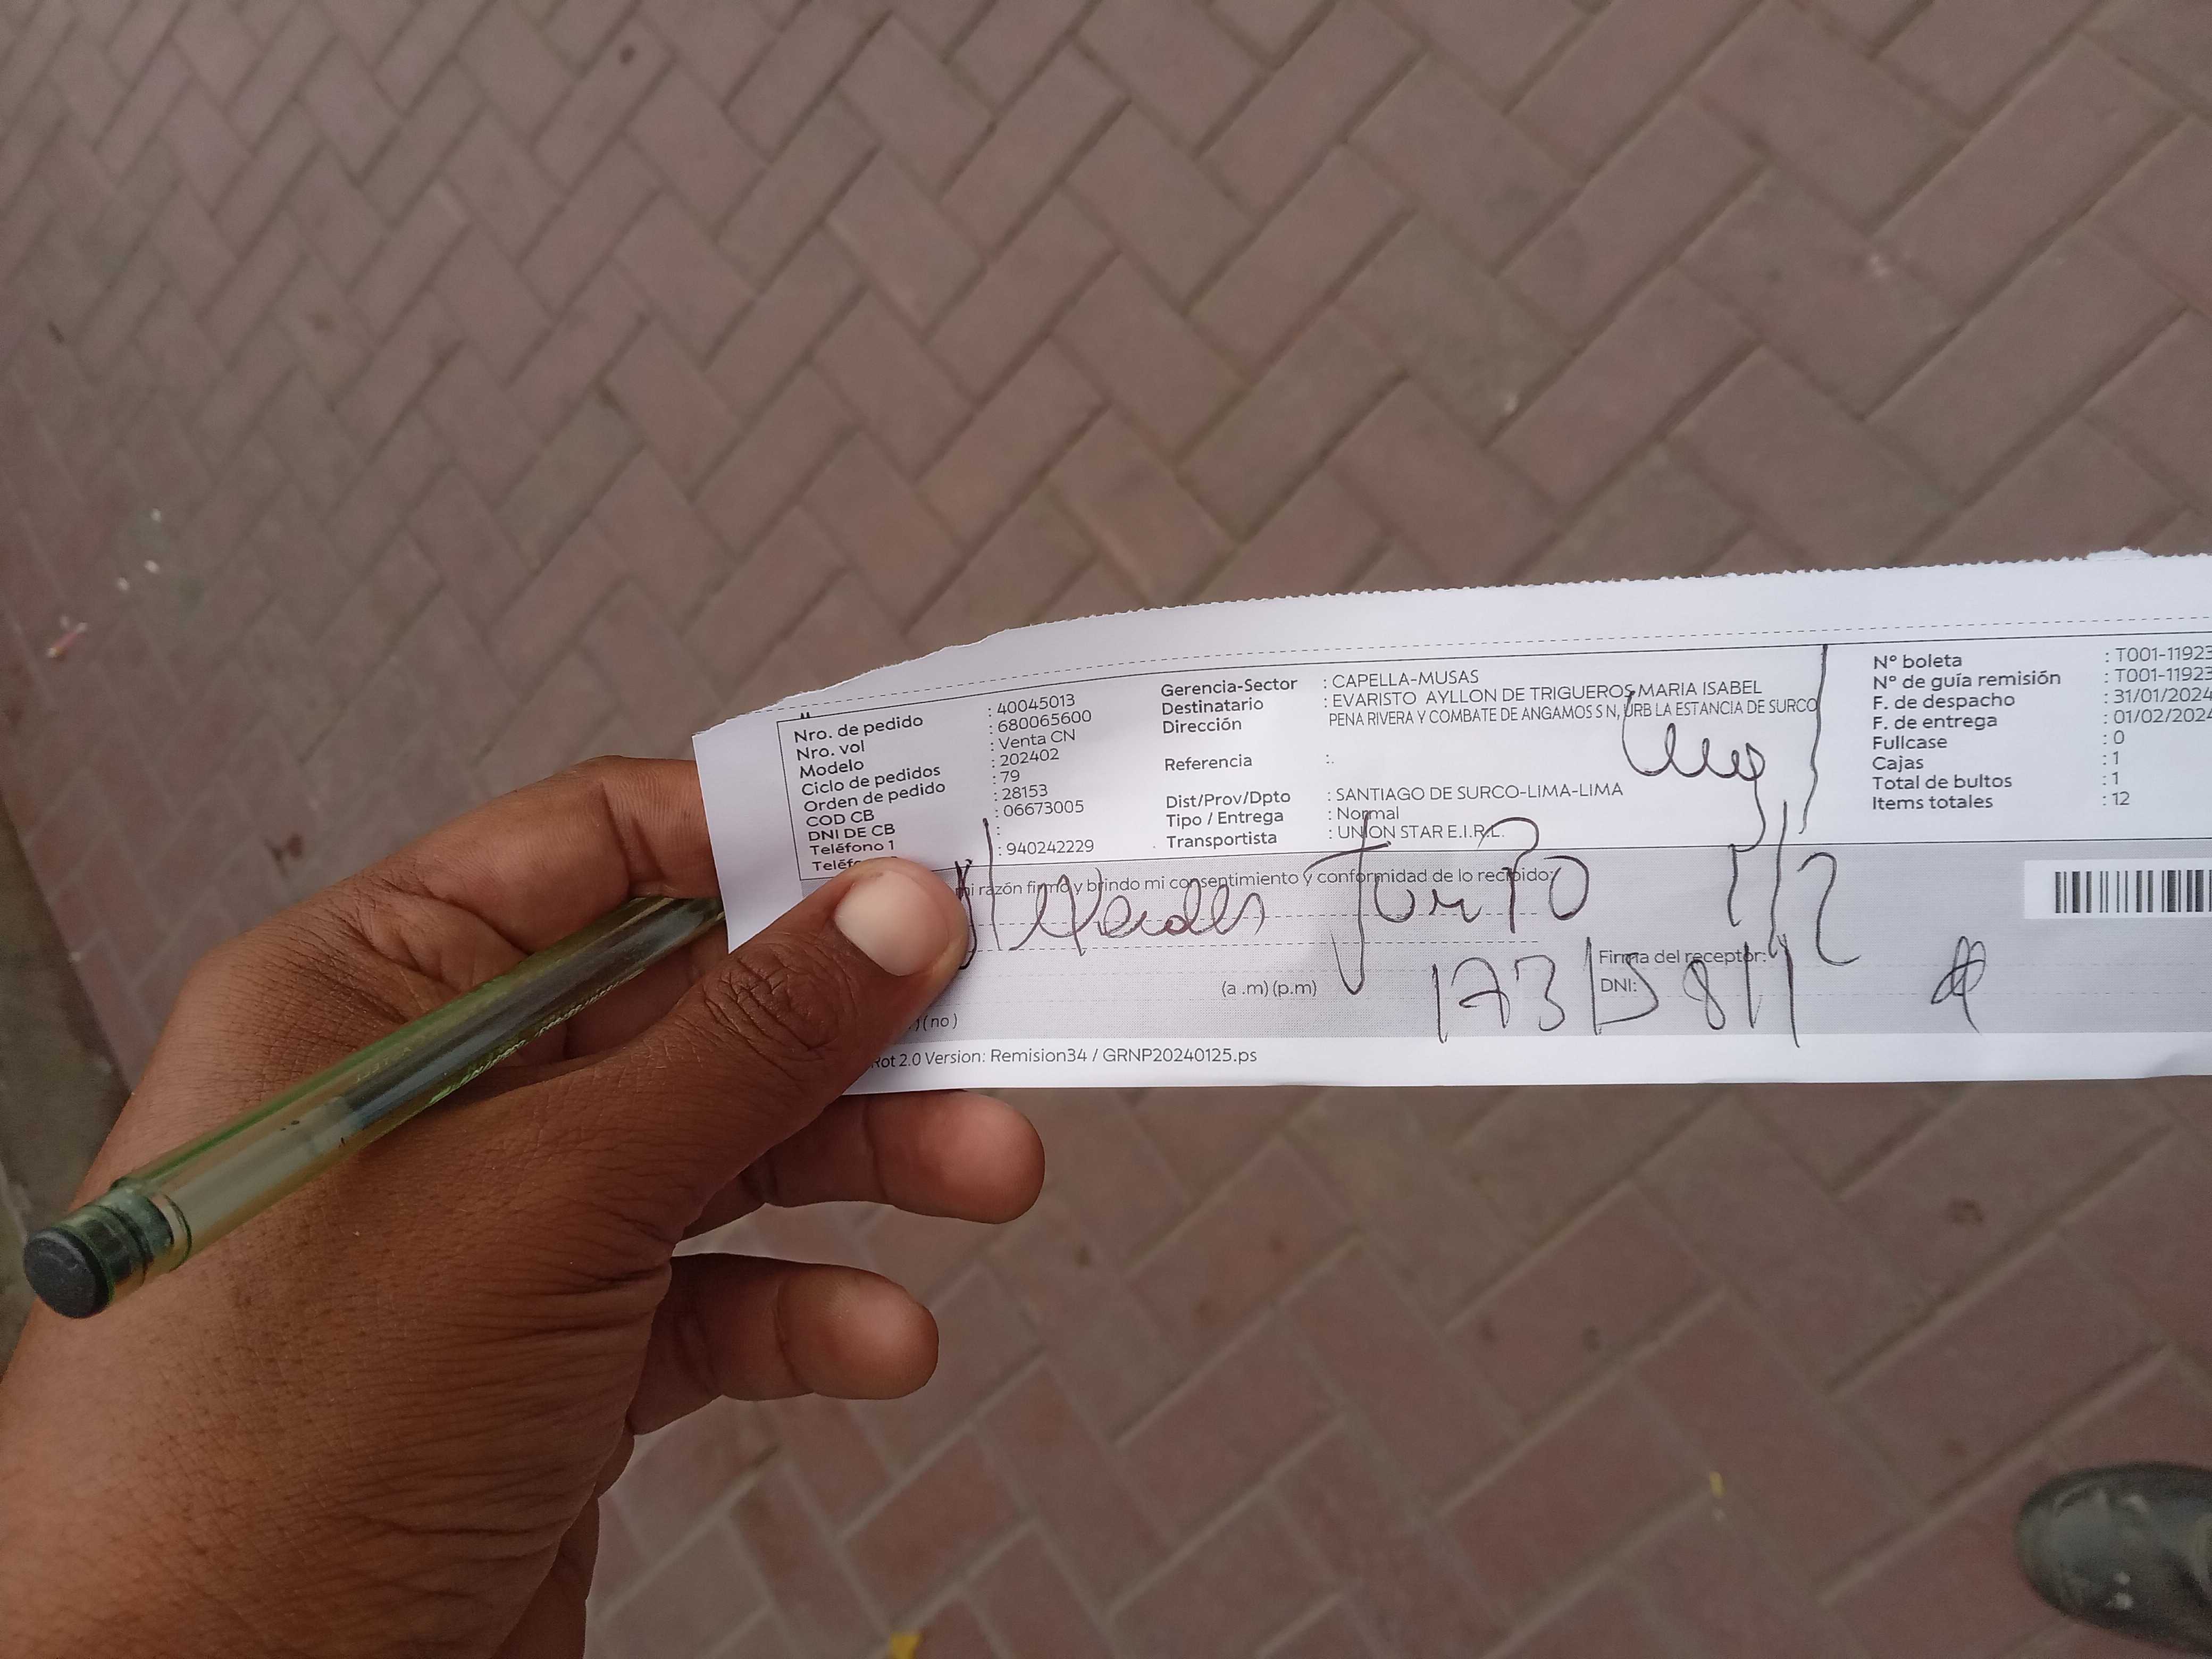 Nro. de pedido : 40045013
Nro. vol : 680065600
Modelo : Venta CN
Ciclo de pedidos : 202402
Orden de pedido : 79
COD CB : 28153
DNI DE CB : 06673005
Teléfono 1 :
Teléfo : 940242229
Gerencia-Sector : CAPELLA-MUSAS
Destinatario : EVARISTO AYLLON DE TRIGUEROS MARIA ISABEL
Dirección PENA RIVERA Y COMBATE DE ANGAMOS S N, URB LA ESTANCIA DE SURCO
Referencia :.
Dist/Prov/Dpto : SANTIAGO DE SURCO-LIMA-LIMA
Tipo / Entrega : Normal
Transportista : UNION STAR E.I.R.L.
N° boleta : T001-11923
N° de guía remisión : T001-11923
F. de despacho : 31/01/2024
F. de entrega : 01/02/2024
Fullcase : 0
Cajas : 1
Total de bultos : 1
Items totales : 12
mi razón firmo y brindo mi consentimiento y conformidad de lo recibido:
Firma del receptor:
(a .m) (p.m) DNI:
) ( no )
Rot 2.0 Version: Remision34 / GRNP20240125.ps